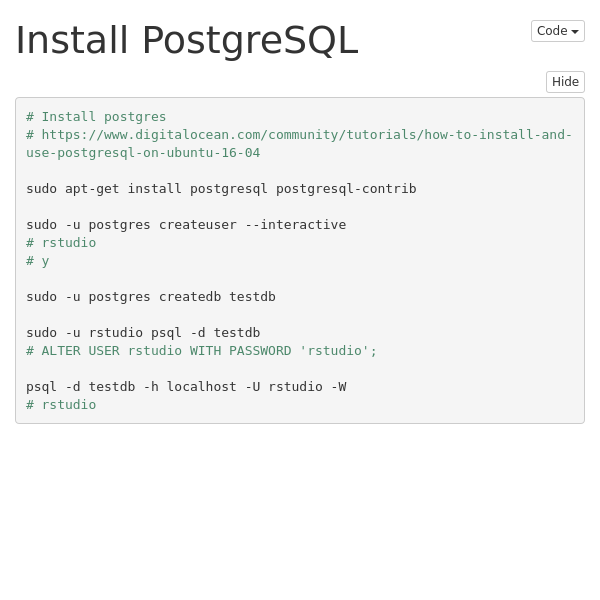 Install PostgreSQL
Code
Hide
# Install postgres
# https://www.digitalocean.com/community/tutorials/how-to-install-and-
use-postgresql-on-ubuntu-16-04
sudo apt-get install postgresql postgresql-contrib
sudo -u postgres createuser --interactive
# rstudio
# y
sudo -u postgres createdb testdb
sudo -u rstudio psql -d testdb
# ALTER USER rstudio WITH PASSWORD 'rstudio';
psql -d testdb -h localhost -U rstudio -W
# rstudio